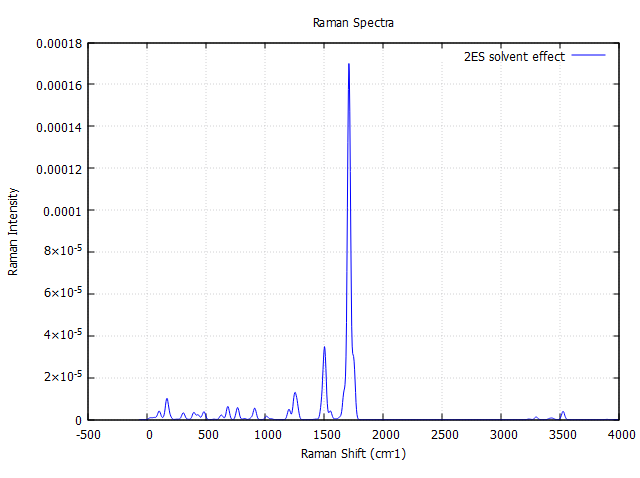 Raman Spectra
2ES solvent effect
0.00018
0.00016
0.00014
0.00012
0.0001
8×10-5
6×10-5
4×10-5
2×10-5
0
Raman Intensity
-500 0 500 1000 1500 2000 2500 3000 3500 4000
Raman Shift (cm-1)